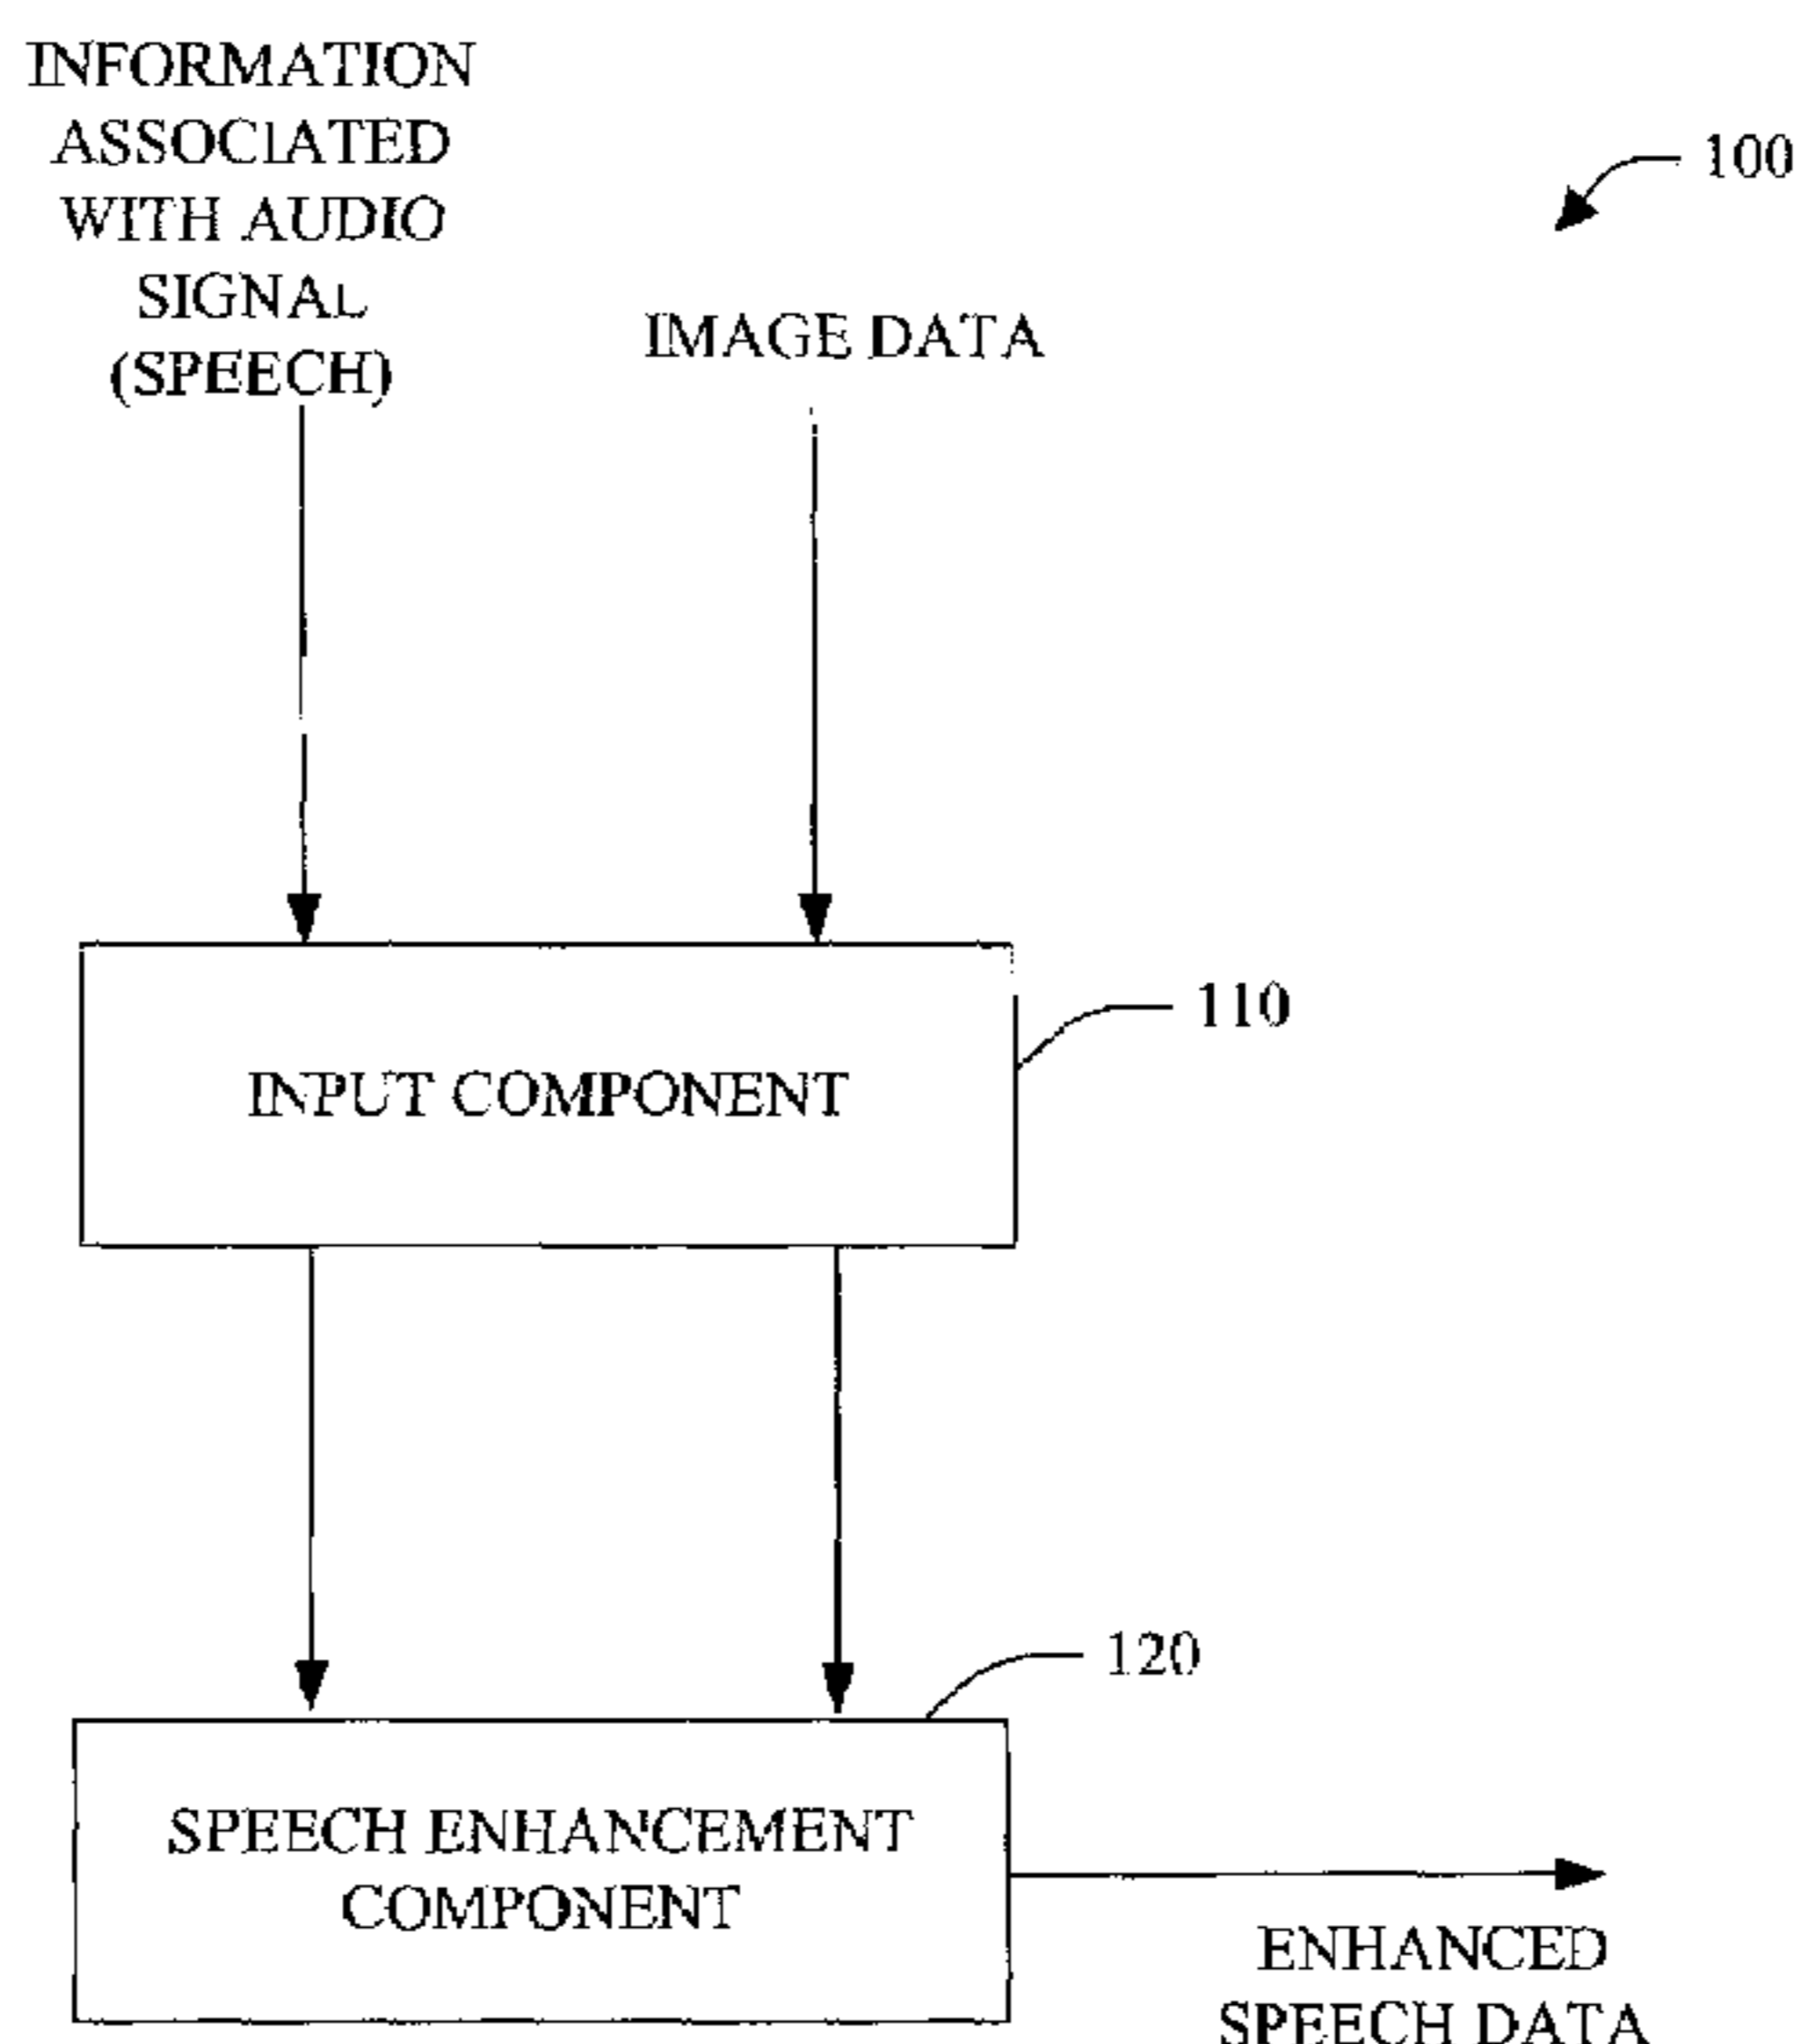 INFORMATION
ASSOCIATED
WITH AUDIO
SIGNAL
(SPEECH)
IMAGE DATA
100
INPUT COMPONENT
110
120
SPEECH ENHANCEMENT
COMPONENT
ENHANCED
SPEECH DATA